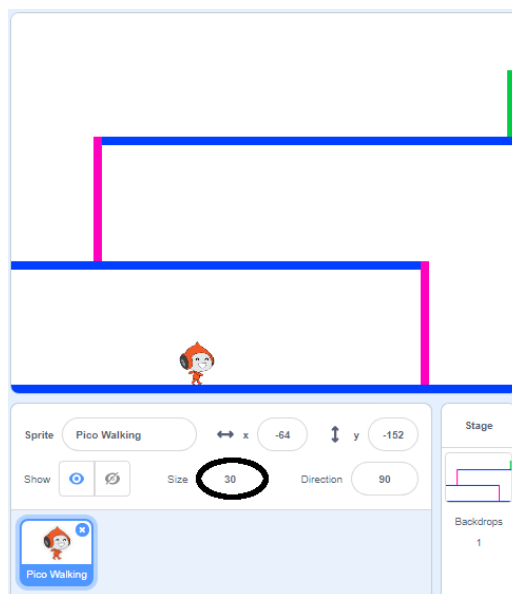 Sprite Pico Walking x -64 y -152
Show Size 30 Direction 90
Pico Walking
Stage
Backdrops
1